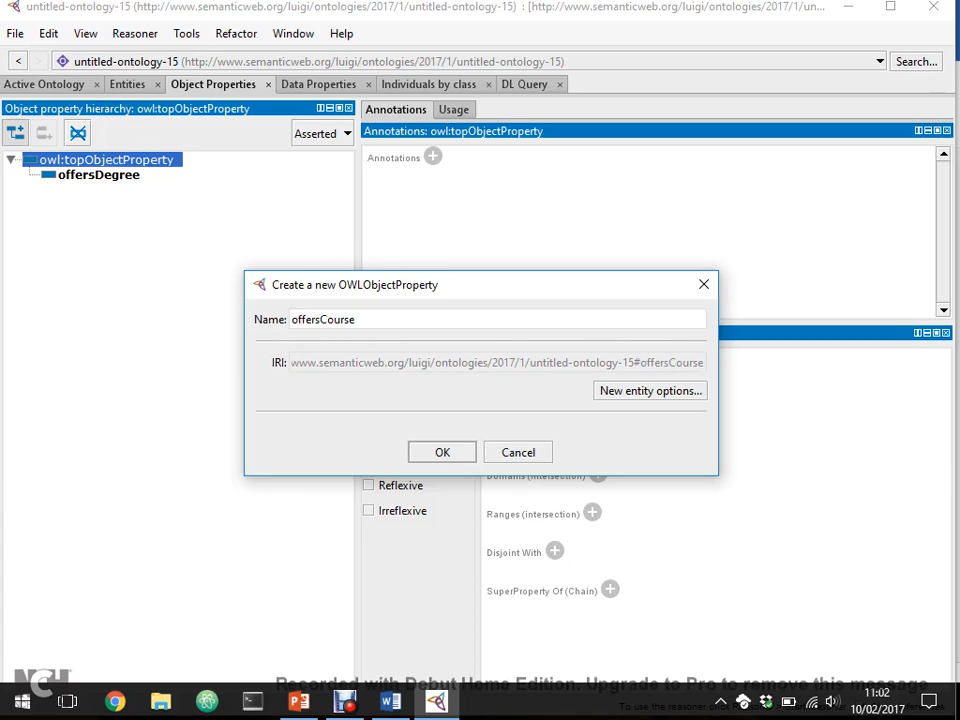 untitled-ontology-15 (http://www.semanticweb.org/luigi/ontologies/2017/1/untitled-ontology-15) : [http://www.semanticweb.org/luigi/ontologies/2017/1/un...
File Edit View Reasoner Tools Refactor Window Help
< > untitled-ontology-15 (http://www.semanticweb.org/luigi/ontologies/2017/1/untitled-ontology-15) Search...
Active Ontology × Entities × Object Properties × Data Properties × Individuals by class × DL Query ×
Object property hierarchy: owl:topObjectProperty
Asserted
owl:topObjectProperty
offersDegree
Annotations Usage
Annotations: owl:topObjectProperty
Annotations
Create a new OWLObjectProperty
Name: offersCourse
IRI: www.semanticweb.org/luigi/ontologies/2017/1/untitled-ontology-15#offersCourse
New entity options...
OK Cancel
Domains (intersection)
Reflexive
Irreflexive
Ranges (intersection)
Disjoint With
SuperProperty Of (Chain)
NCH
Recorded with Debut Home Edition. Upgrade to Pro to remove this message
11:02
10/02/2017